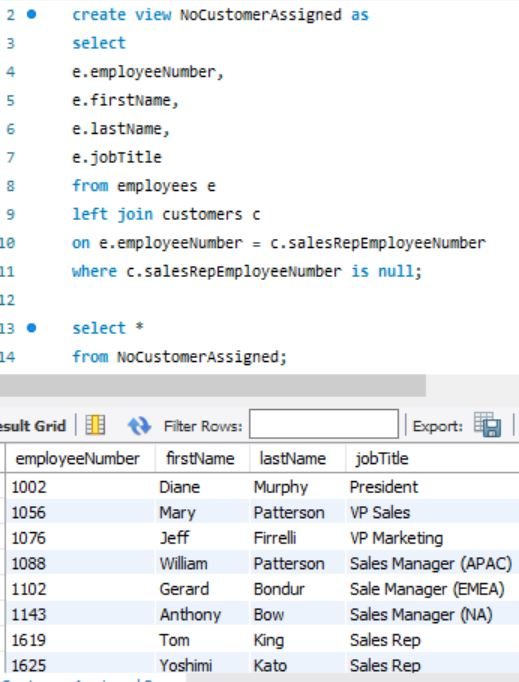 2 create view NoCustomerAssigned as
3 select
4 e.employeeNumber,
5 e.firstName,
6 e.lastName,
7 e.jobTitle
8 from employees e
9 left join customers c
10 on e.employeeNumber = c.salesRepEmployeeNumber
11 where c.salesRepEmployeeNumber is null;
12
13 select *
14 from NoCustomerAssigned;
esult Grid Filter Rows: Export:
employeeNumber firstName lastName jobTitle
1002 Diane Murphy President
1056 Mary Patterson VP Sales
1076 Jeff Firrelli VP Marketing
1088 William Patterson Sales Manager (APAC)
1102 Gerard Bondur Sale Manager (EMEA)
1143 Anthony Bow Sales Manager (NA)
1619 Tom King Sales Rep
1625 Yoshimi Kato Sales Rep